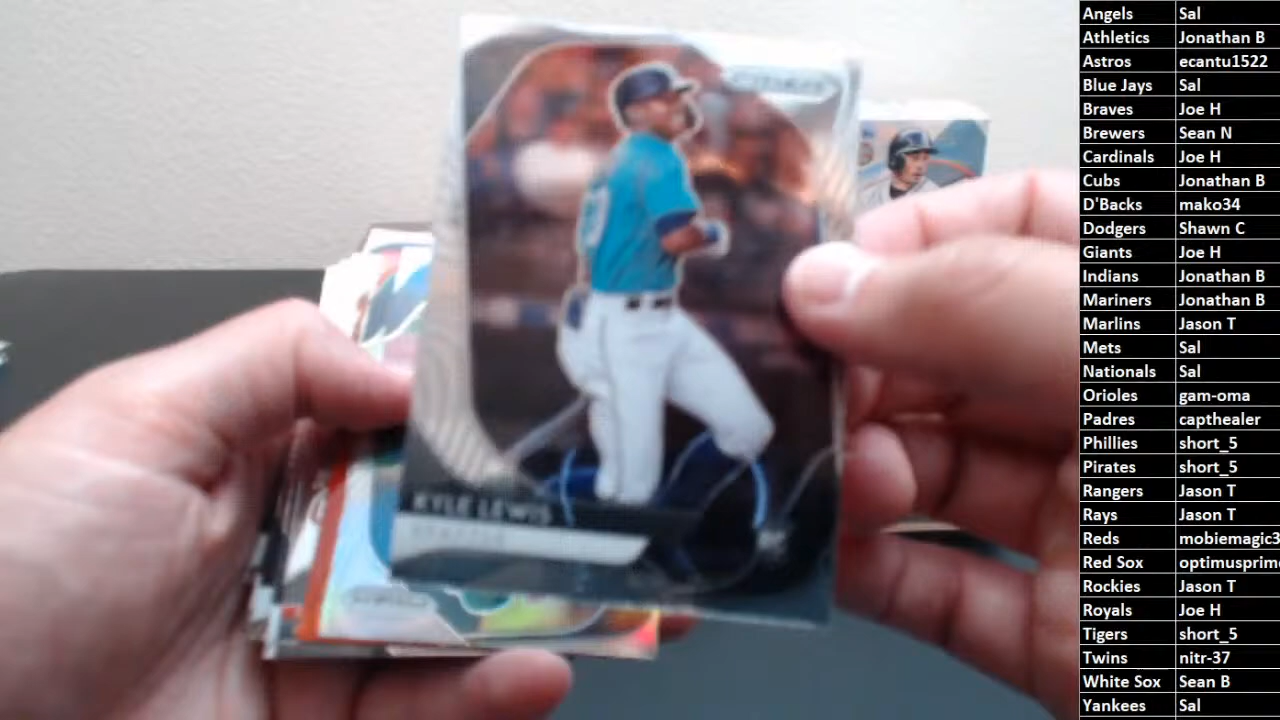 KYLE LEWIS
SEATTLE
PRIZM
Angels Sal
Athletics Jonathan B
Astros ecantu1522
Blue Jays Sal
Braves Joe H
Brewers Sean N
Cardinals Joe H
Cubs Jonathan B
D'Backs mako34
Dodgers Shawn C
Giants Joe H
Indians Jonathan B
Mariners Jonathan B
Marlins Jason T
Mets Sal
Nationals Sal
Orioles gam-oma
Padres capthealer
Phillies short_5
Pirates short_5
Rangers Jason T
Rays Jason T
Reds mobiemagic3
Red Sox optimusprime
Rockies Jason T
Royals Joe H
Tigers short_5
Twins nitr-37
White Sox Sean B
Yankees Sal